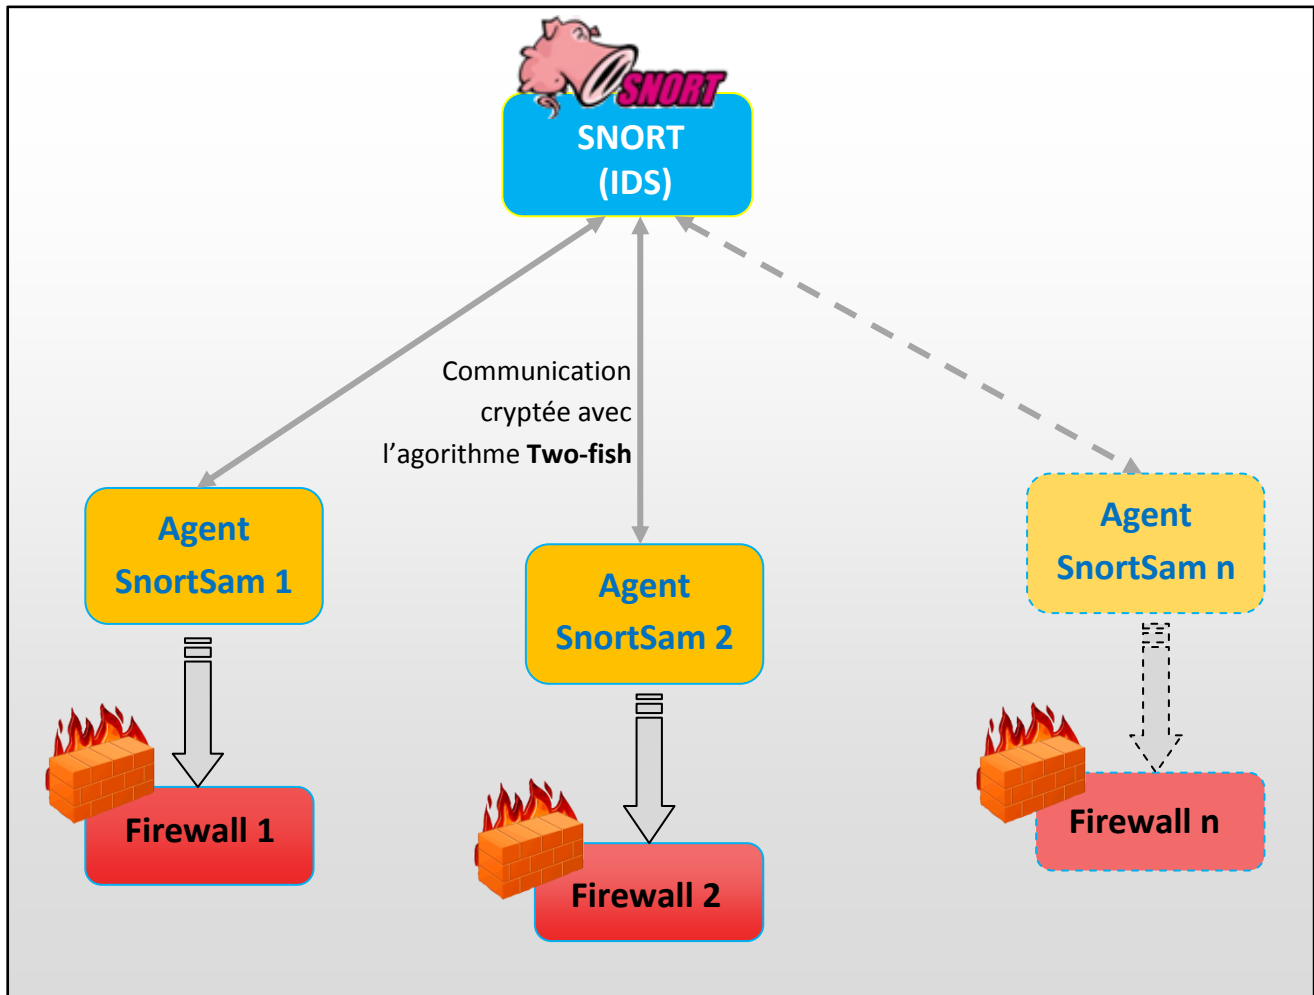 SNORT
SNORT
(IDS)
Communication
cryptée avec
l'agorithme Two-fish
Agent
SnortSam 1
Agent
SnortSam 2
Agent
SnortSam n
Firewall 1
Firewall 2
Firewall n